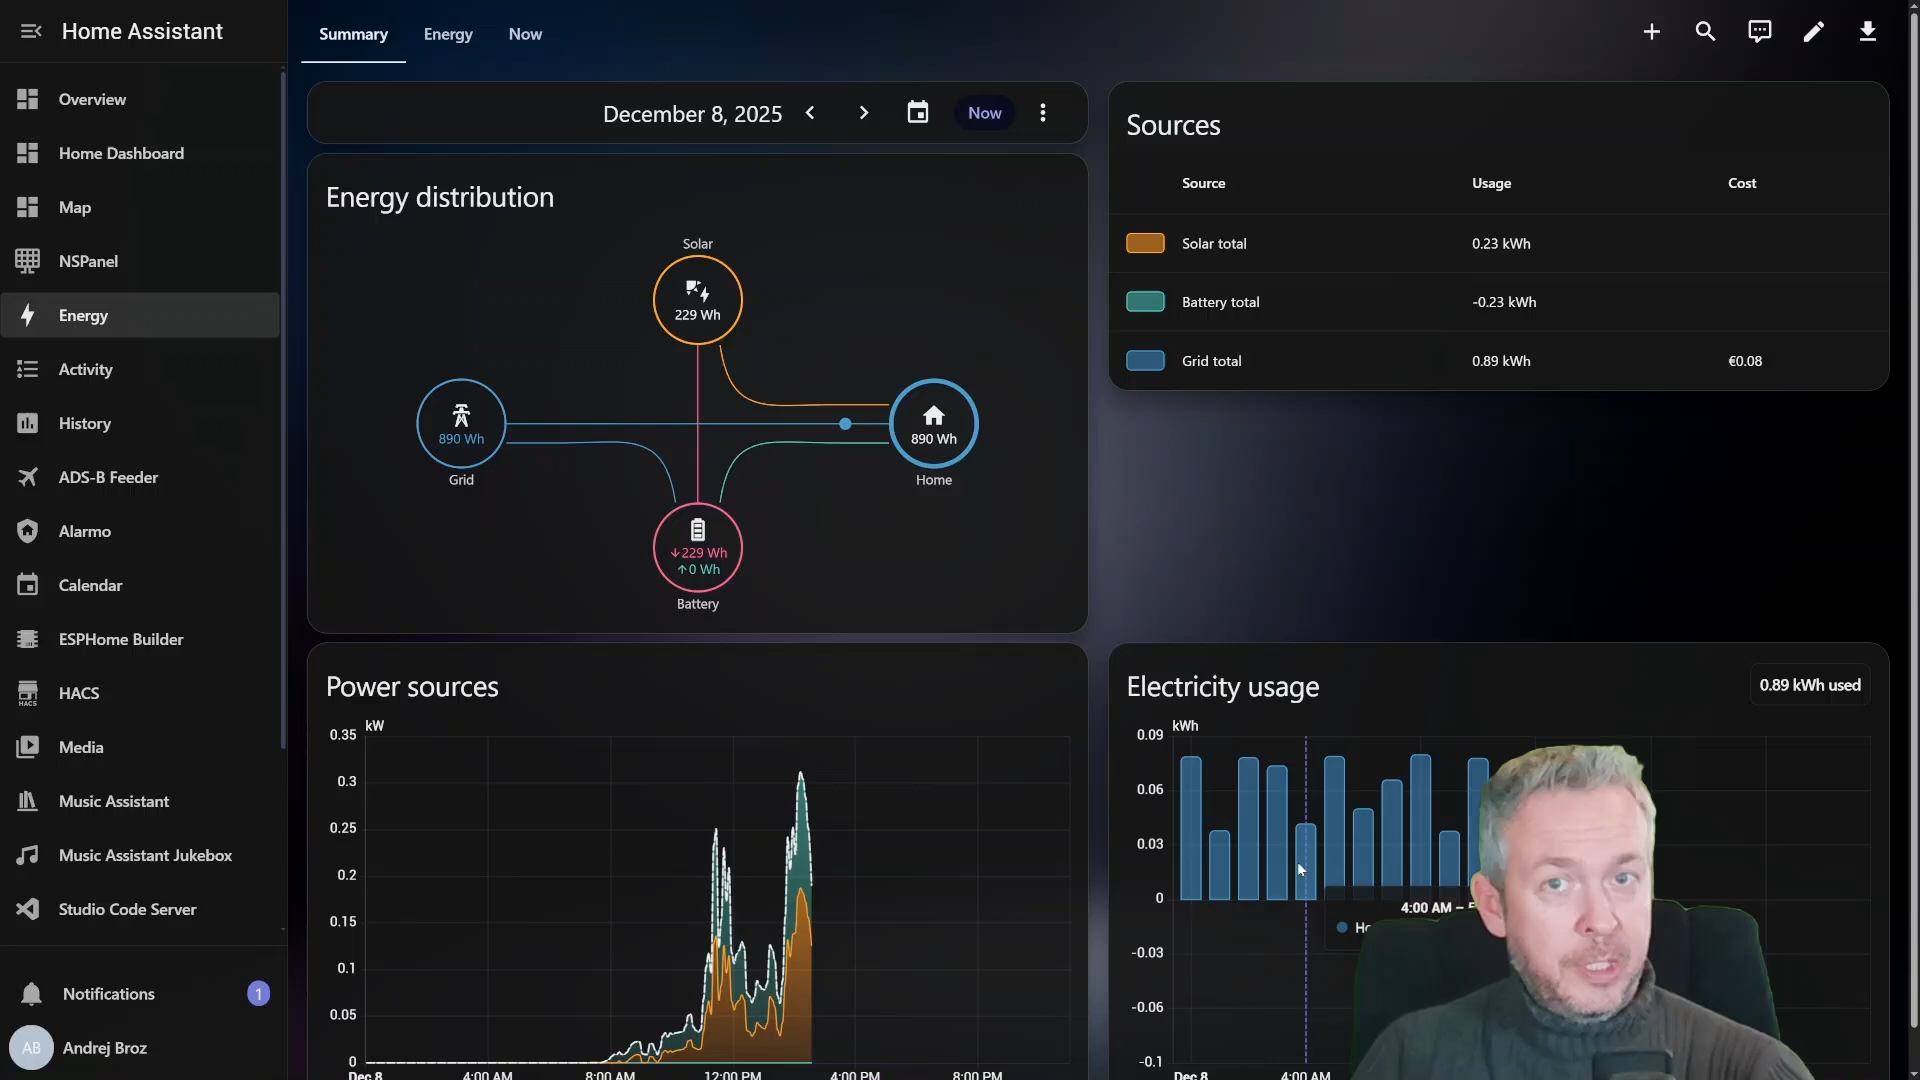 Home Assistant
Overview
Home Dashboard
Map
NSPanel
Energy
Activity
History
ADS-B Feeder
Alarmo
Calendar
ESPHome Builder
HACS
HACS
Media
Music Assistant
Music Assistant Jukebox
Studio Code Server
Notifications 1
AB Andrej Broz
Summary Energy Now
December 8, 2025 Now
Energy distribution
Solar
229 Wh
890 Wh
Grid
890 Wh
Home
↓229 Wh
↑0 Wh
Battery
Sources
Source Usage Cost
Solar total 0.23 kWh
Battery total -0.23 kWh
Grid total 0.89 kWh €0.08
Power sources
kW
0.35
0.3
0.25
0.2
0.15
0.1
0.05
0
Dec 8 4:00 AM 8:00 AM 12:00 PM 4:00 PM 8:00 PM
Electricity usage
0.89 kWh used
kWh
0.09
0.06
0.03
0
-0.03
-0.06
-0.1
4:00 AM –
Dec 8 4:00 AM